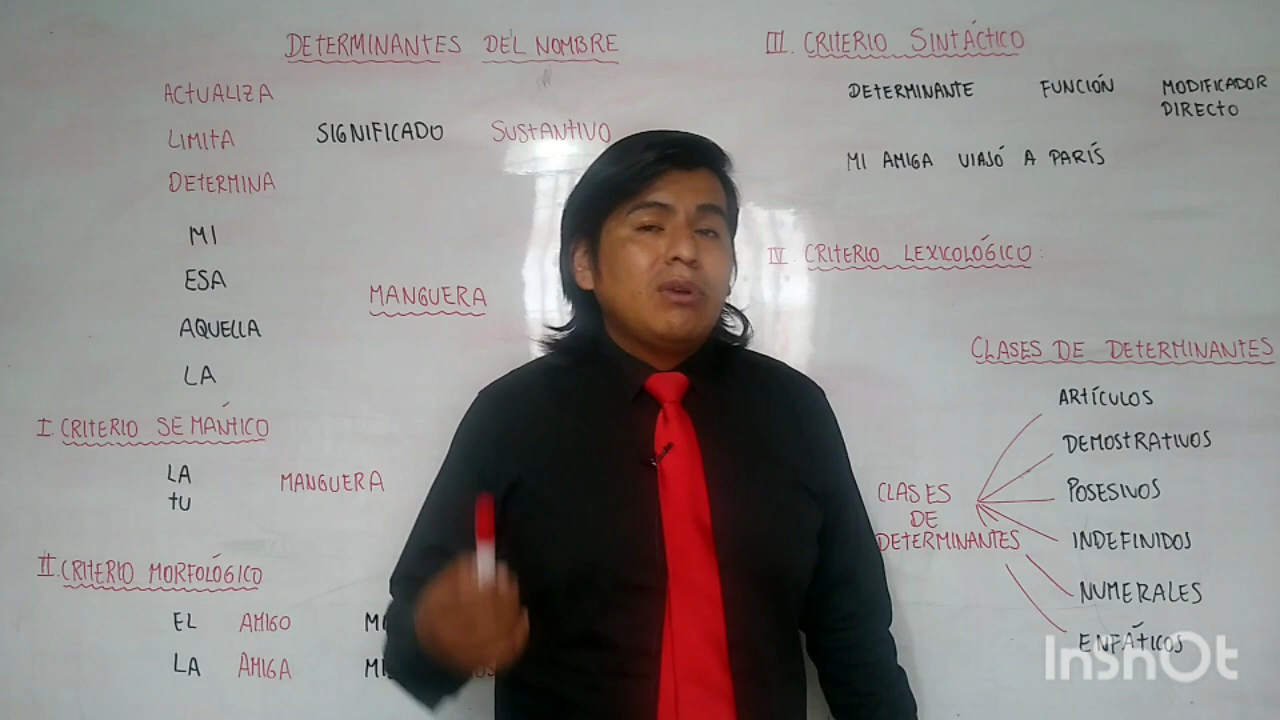 DETERMINANTES DEL NOMBRE
ACTUALIZA
LIMITA SIGNIFICADO SUSTANTIVO
DETERMINA
MI
ESA
MANGUERA
AQUELLA
LA
I. CRITERIO SEMÁNTICO
LA
TU
MANGUERA
II. CRITERIO MORFOLÓGICO
EL AMIGO
LA AMIGA
III. CRITERIO SINTÁCTICO
DETERMINANTE FUNCIÓN MODIFICADOR
DIRECTO
MI AMIGA VIAJÓ A PARÍS
IV. CRITERIO LEXICOLÓGICO:
CLASES DE DETERMINANTES
CLASES
DE
DETERMINANTES
ARTÍCULOS
DEMOSTRATIVOS
POSESIVOS
INDEFINIDOS
NUMERALES
ENFÁTICOS
InShOt